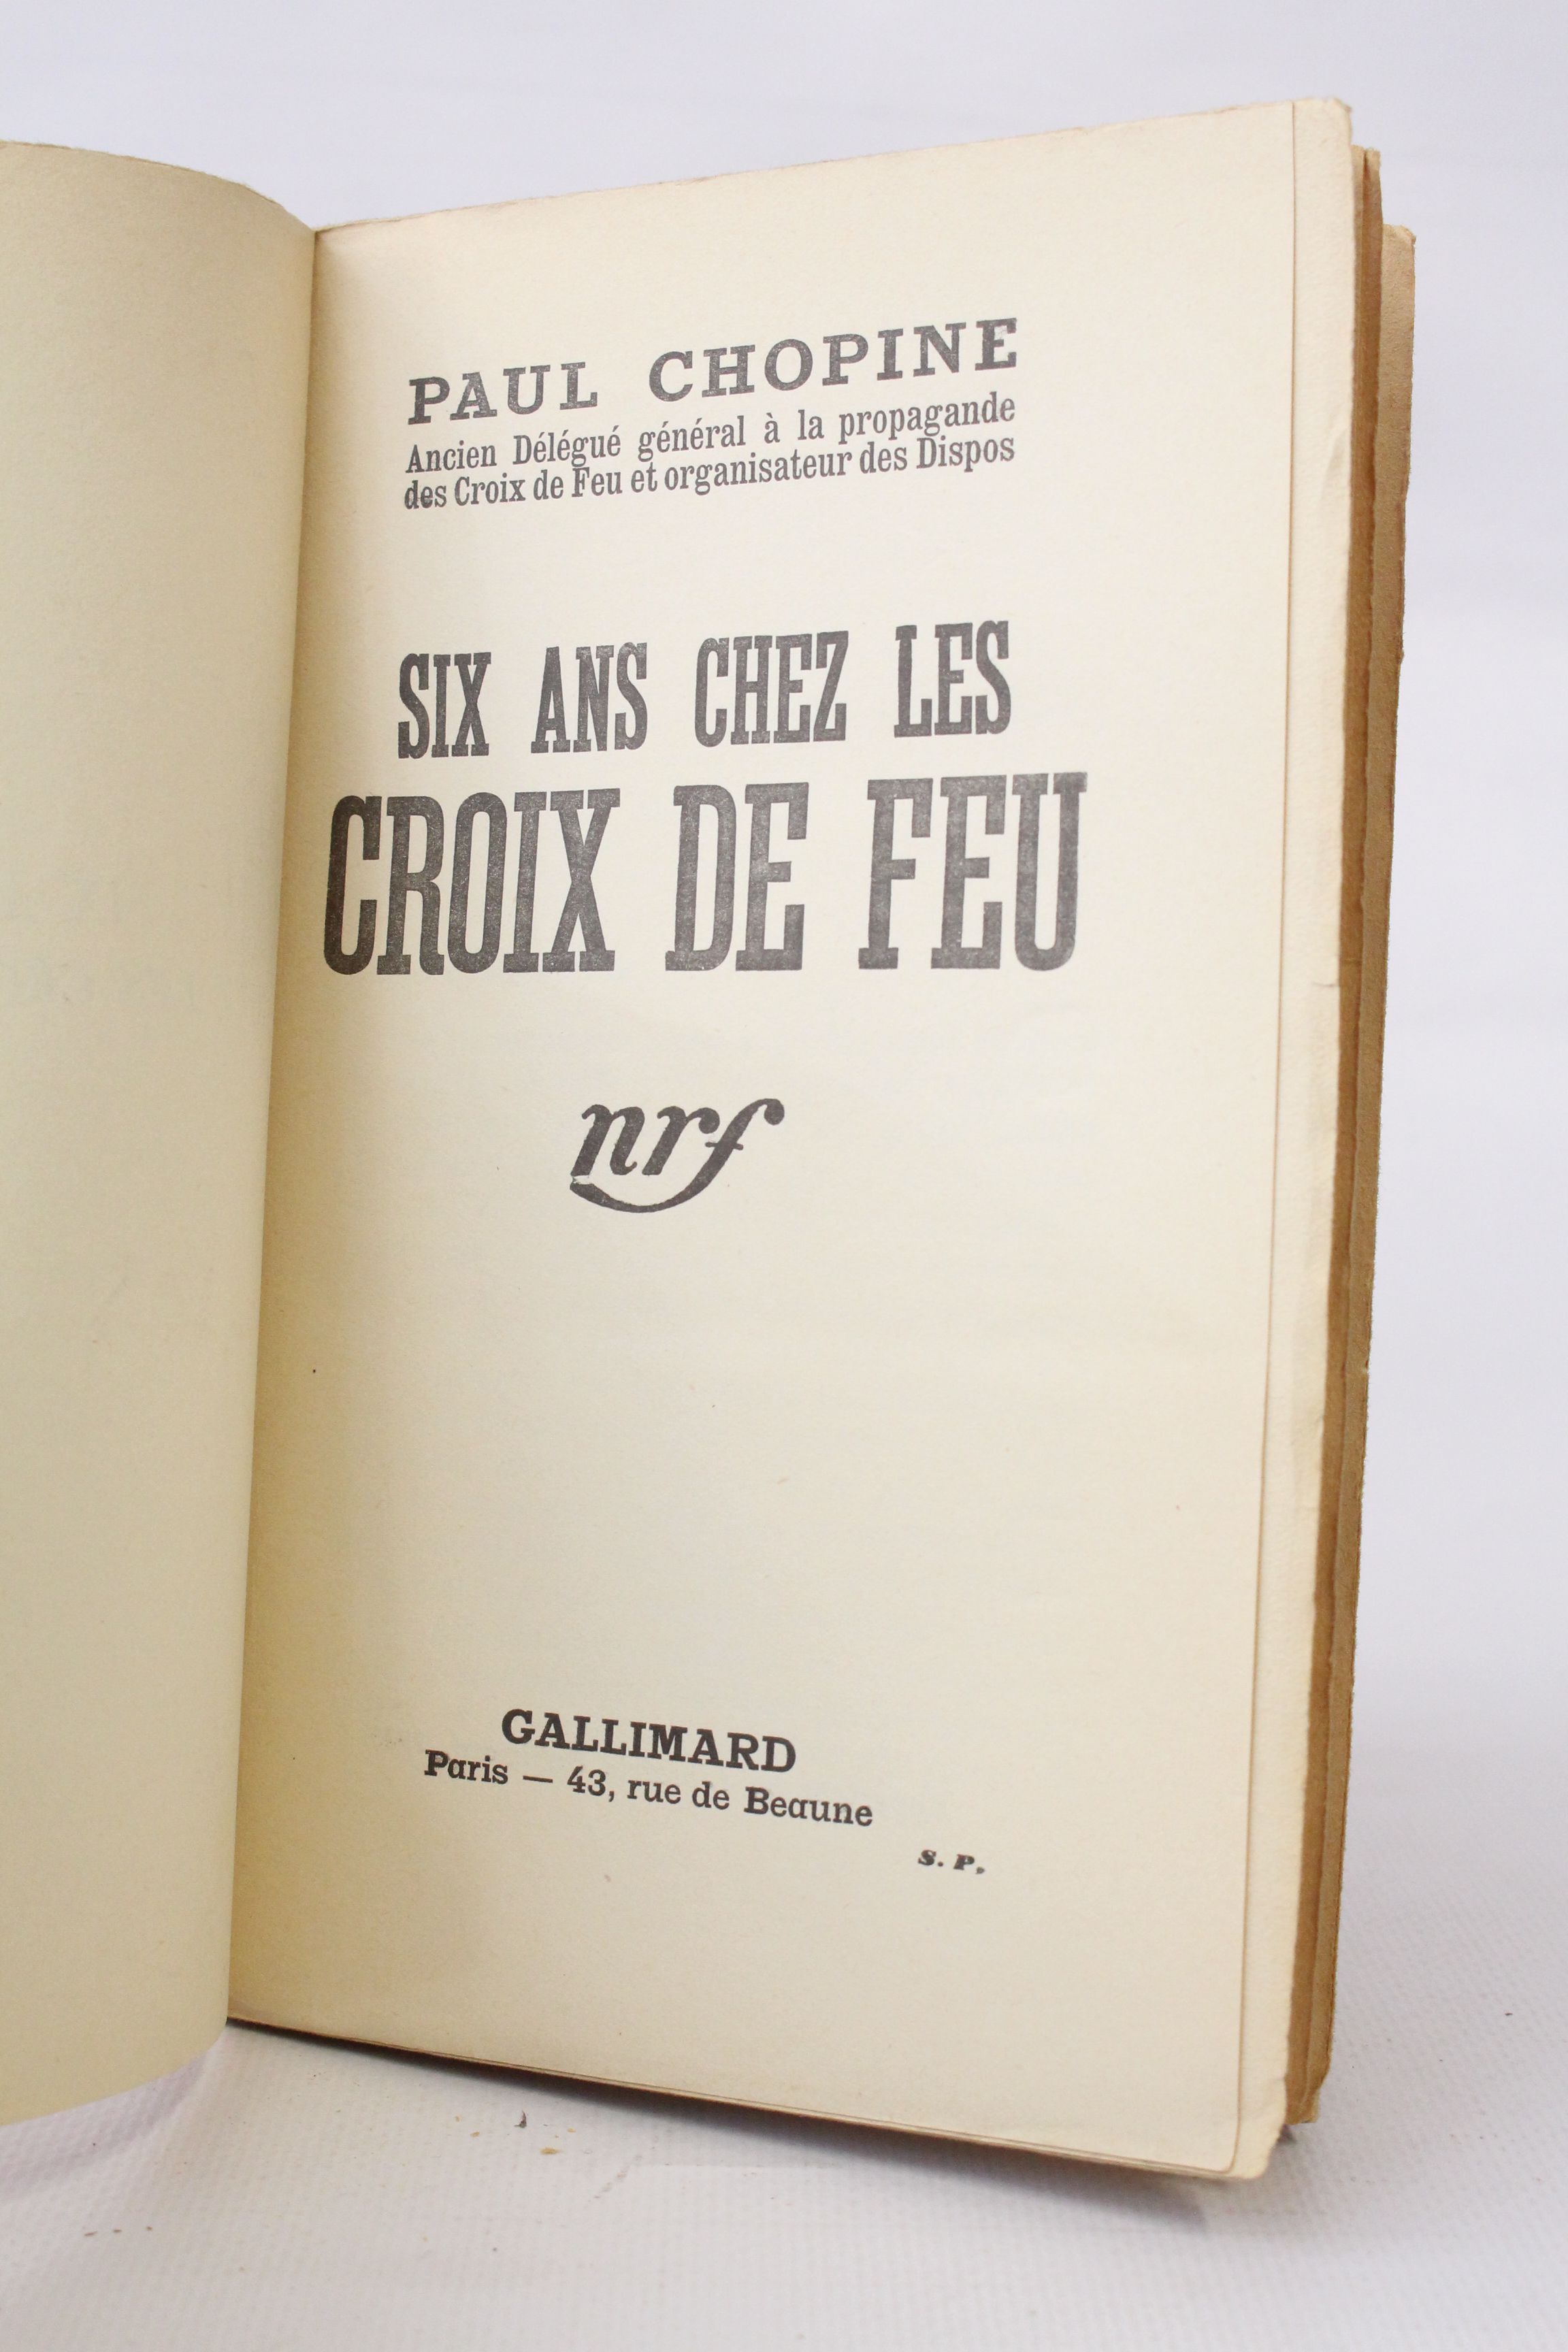 PAUL CHOPINE
Ancien Délégué général à la propagande
des Croix de Feu et organisateur des Dispos
SIX ANS CHEZ LES
CROIX DE FEU
nrf
GALLIMARD
Paris — 43, rue de Beaune
S. P.